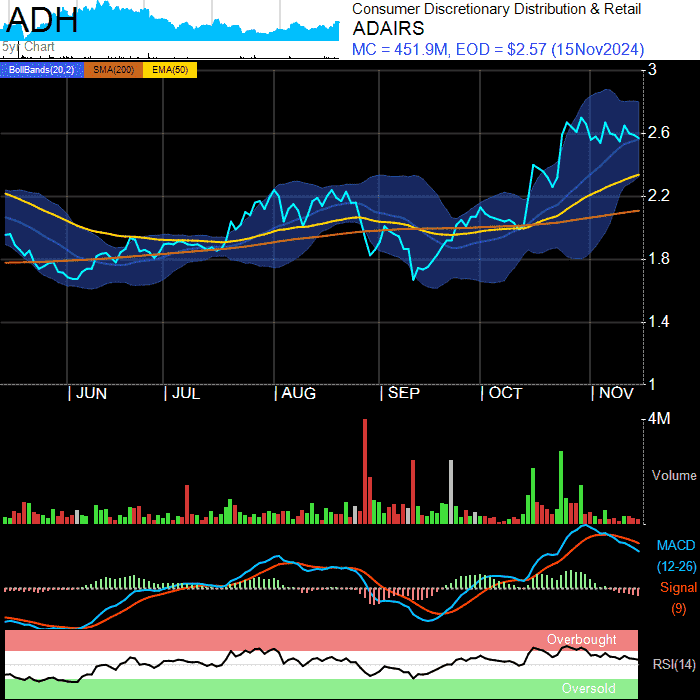 ADH
5yr Chart
Consumer Discretionary Distribution & Retail
ADAIRS
MC = 451.9M, EOD = $2.57 (15Nov2024)
BollBands(20,2) SMA(200) EMA(50)
3
2.6
2.2
1.8
1.4
1
| JUN | JUL | AUG | SEP | OCT | NOV
4M
Volume
MACD
(12-26)
Signal
(9)
Overbought
RSI(14)
Oversold